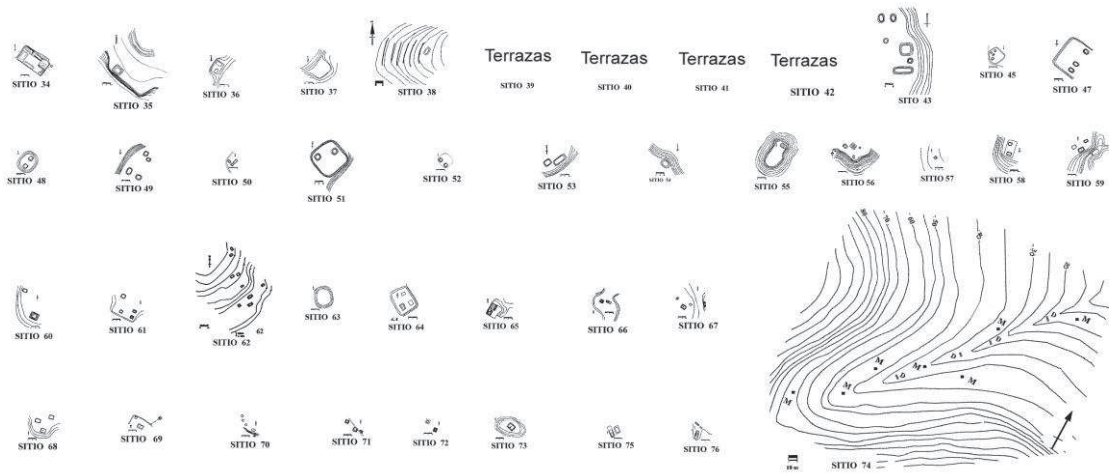 Terrazas Terrazas Terrazas Terrazas
SITIO 34 SITIO 35 SITIO 36 SITIO 37 SITIO 38 SITIO 39 SITIO 40 SITIO 41 SITIO 42 SITIO 43 SITIO 45 SITIO 47
SITIO 48 SITIO 49 SITIO 50 SITIO 51 SITIO 52 SITIO 53 SITIO 54 SITIO 55 SITIO 56 SITIO 57 SITIO 58 SITIO 59
SITIO 60 SITIO 61 SITIO 62 SITIO 63 SITIO 64 SITIO 65 SITIO 66 SITIO 67
M M M M M M M
SITIO 68 SITIO 69 SITIO 70 SITIO 71 SITIO 72 SITIO 73 SITIO 75 SITIO 76 10 m SITIO 74